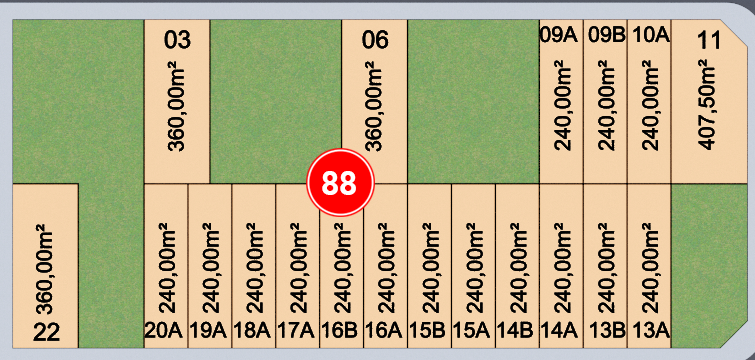 03
360,00m²
06
360,00m²
09A
240,00m²
09B
240,00m²
10A
240,00m²
11
407,50m²
88
360,00m²
22
240,00m²
20A
240,00m²
19A
240,00m²
18A
240,00m²
17A
240,00m²
16B
240,00m²
16A
240,00m²
15B
240,00m²
15A
240,00m²
14B
240,00m²
14A
240,00m²
13B
240,00m²
13A